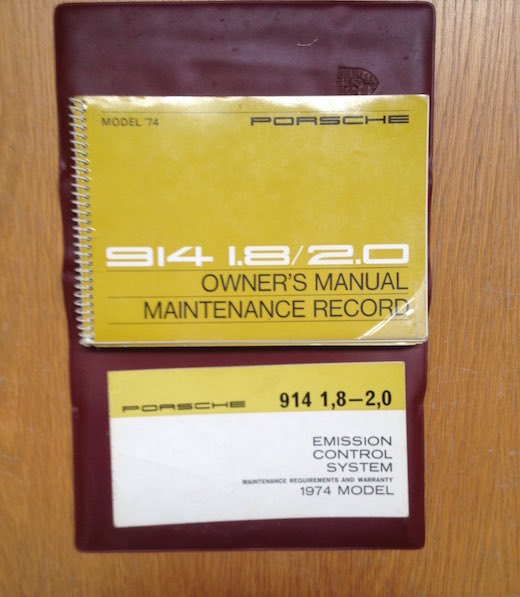 MODEL '74 PORSCHE
914 1.8/2.0
OWNER'S MANUAL
MAINTENANCE RECORD
PORSCHE 914 1,8-2,0
EMISSION
CONTROL
SYSTEM
MAINTENANCE REQUIREMENTS AND WARRANTY
1974 MODEL